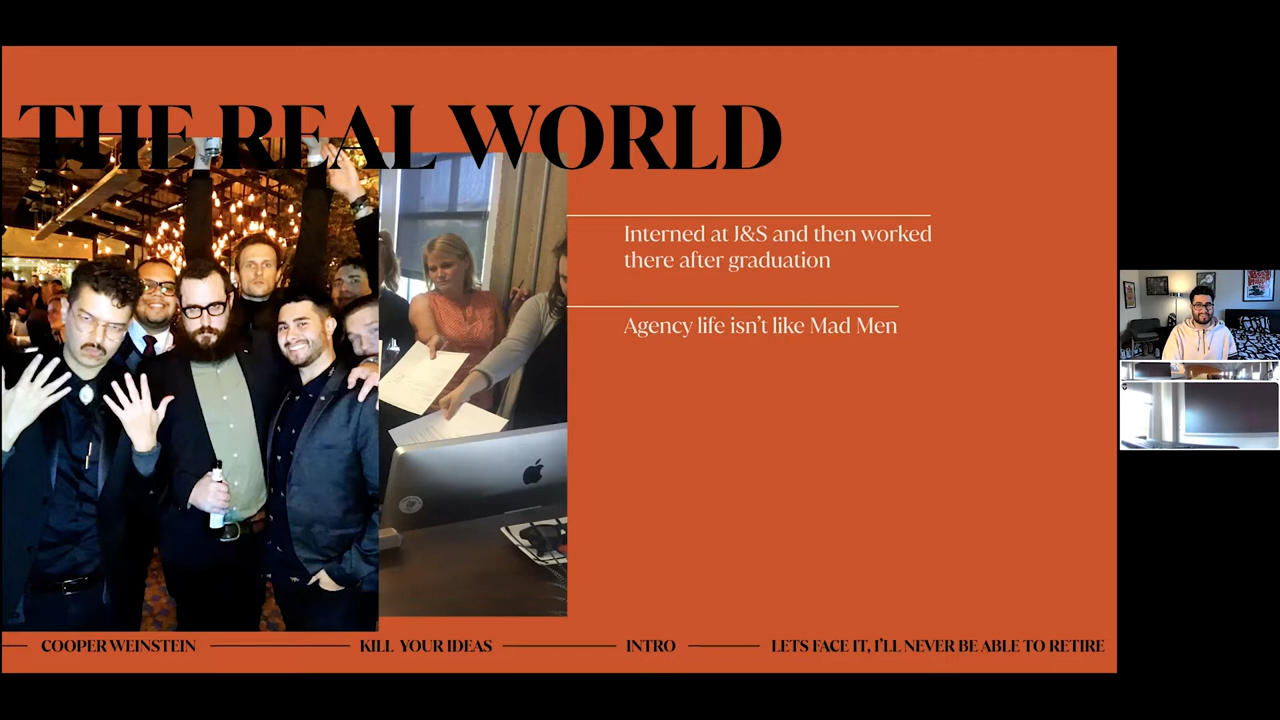 THE REAL WORLD
Interned at J&S and then worked
there after graduation
Agency life isn't like Mad Men
COOPER WEINSTEIN
KILL YOUR IDEAS
INTRO
LETS FACE IT, I'LL NEVER BE ABLE TO RETIRE